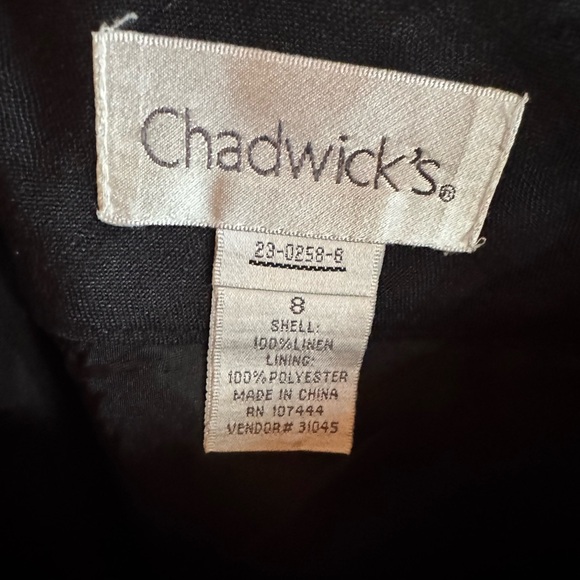 Chadwick's®
23-0258-8
8
SHELL:
100%LINEN
LINING:
100%POLYESTER
MADE IN CHINA
RN 107444
VENDOR# 31045